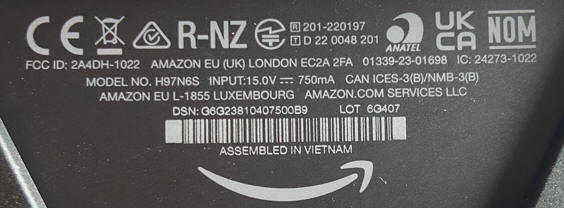 CE R-NZ R 201-220197 UK CA NOM
T D 22 0048 201 ANATEL
FCC ID: 2A4DH-1022 AMAZON EU (UK) LONDON EC2A 2FA 01339-23-01698 IC: 24273-1022
MODEL NO. H97N6S INPUT:15.0V⎓750mA CAN ICES-3(B)/NMB-3(B)
AMAZON EU L-1855 LUXEMBOURG AMAZON.COM SERVICES LLC
DSN: G6G23810407500B9 LOT 6G407
ASSEMBLED IN VIETNAM